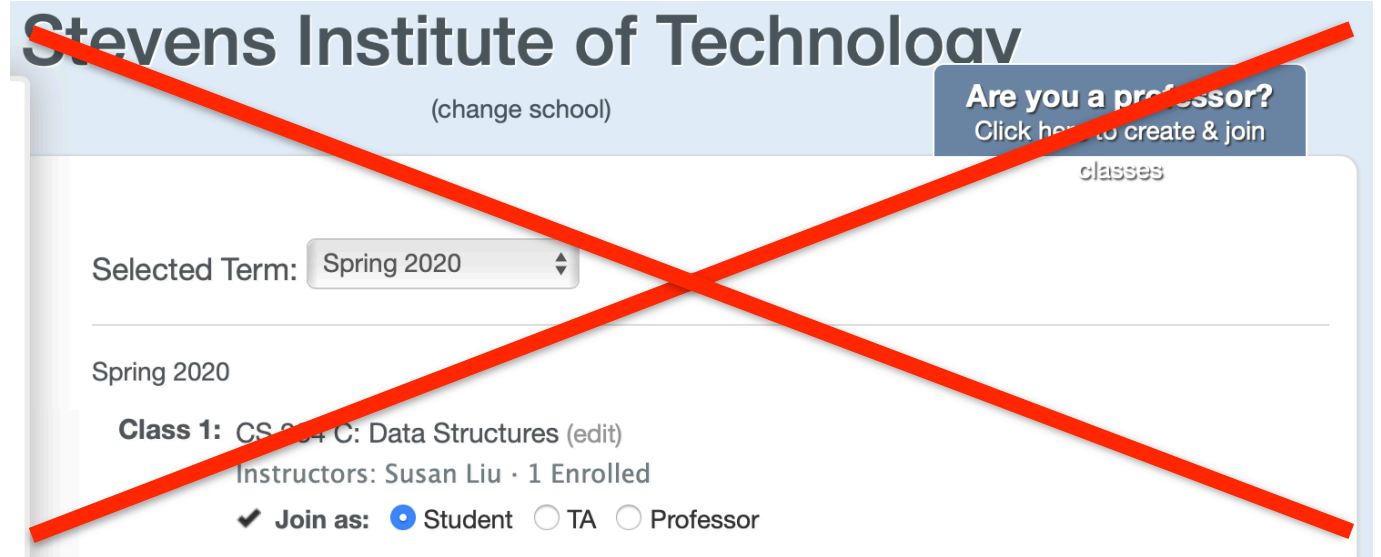 Stevens Institute of Technology
(change school)
Are you a professor?
Click here to create & join
classes
Selected Term: Spring 2020
Spring 2020
Class 1: CS C: Data Structures (edit)
Instructors: Susan Liu · 1 Enrolled
✔ Join as: Student TA Professor